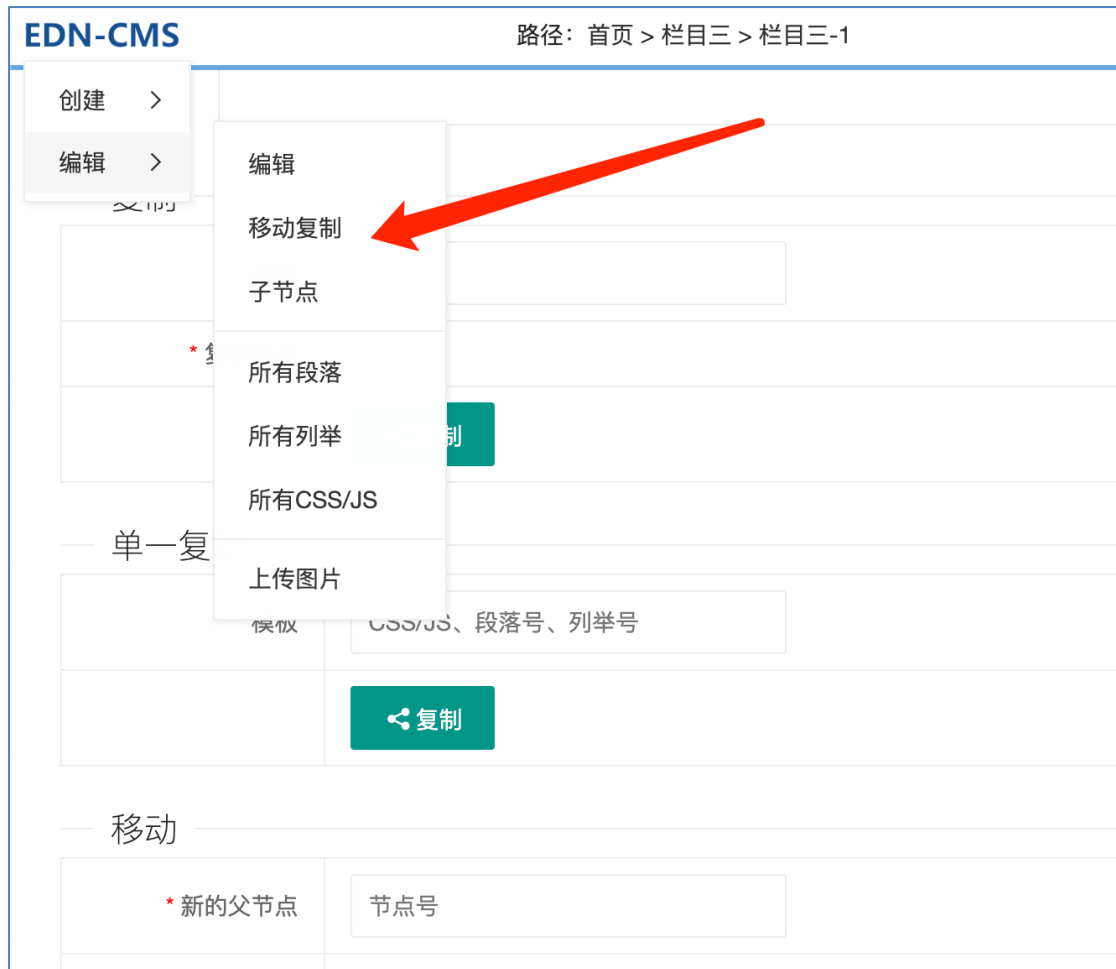 EDN-CMS
路径：首页 > 栏目三 > 栏目三-1
创建
编辑
编辑
移动复制
子节点
所有段落
所有列举
所有CSS/JS
上传图片
*
制
单一复
模板
CSS/JS、段落号、列举号
复制
移动
* 新的父节点
节点号